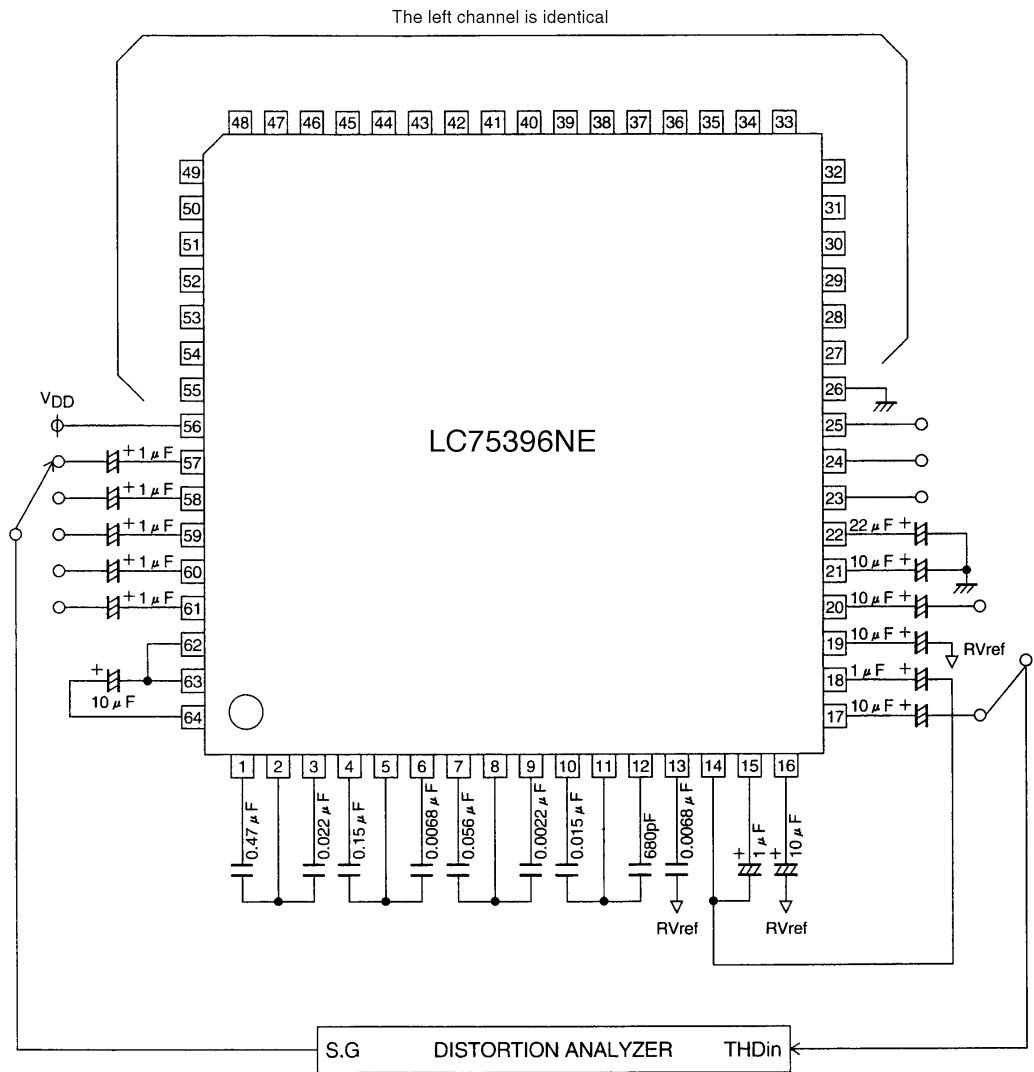 The left channel is identical
48 47 46 45 44 43 42 41 40 39 38 37 36 35 34 33
49 32
50 31
51 30
52 29
53 28
54 27
55 26
VDD 56 25
+ 1 μF 57 24
+ 1 μF 58 23
LC75396NE
+ 1 μF 59 22 22 μF +
+ 1 μF 60 21 10 μF +
+ 1 μF 61 20 10 μF +
62 19 10 μF + RVref
+ 10 μF 63 18 1 μF +
64 17 10 μF +
1 2 3 4 5 6 7 8 9 10 11 12 13 14 15 16
0.47 μF 0.022 μF 0.15 μF 0.0068 μF 0.056 μF 0.0022 μF 0.015 μF 680pF 0.0068 μF + 1 μF + 10 μF
RVref RVref
S.G DISTORTION ANALYZER THDin